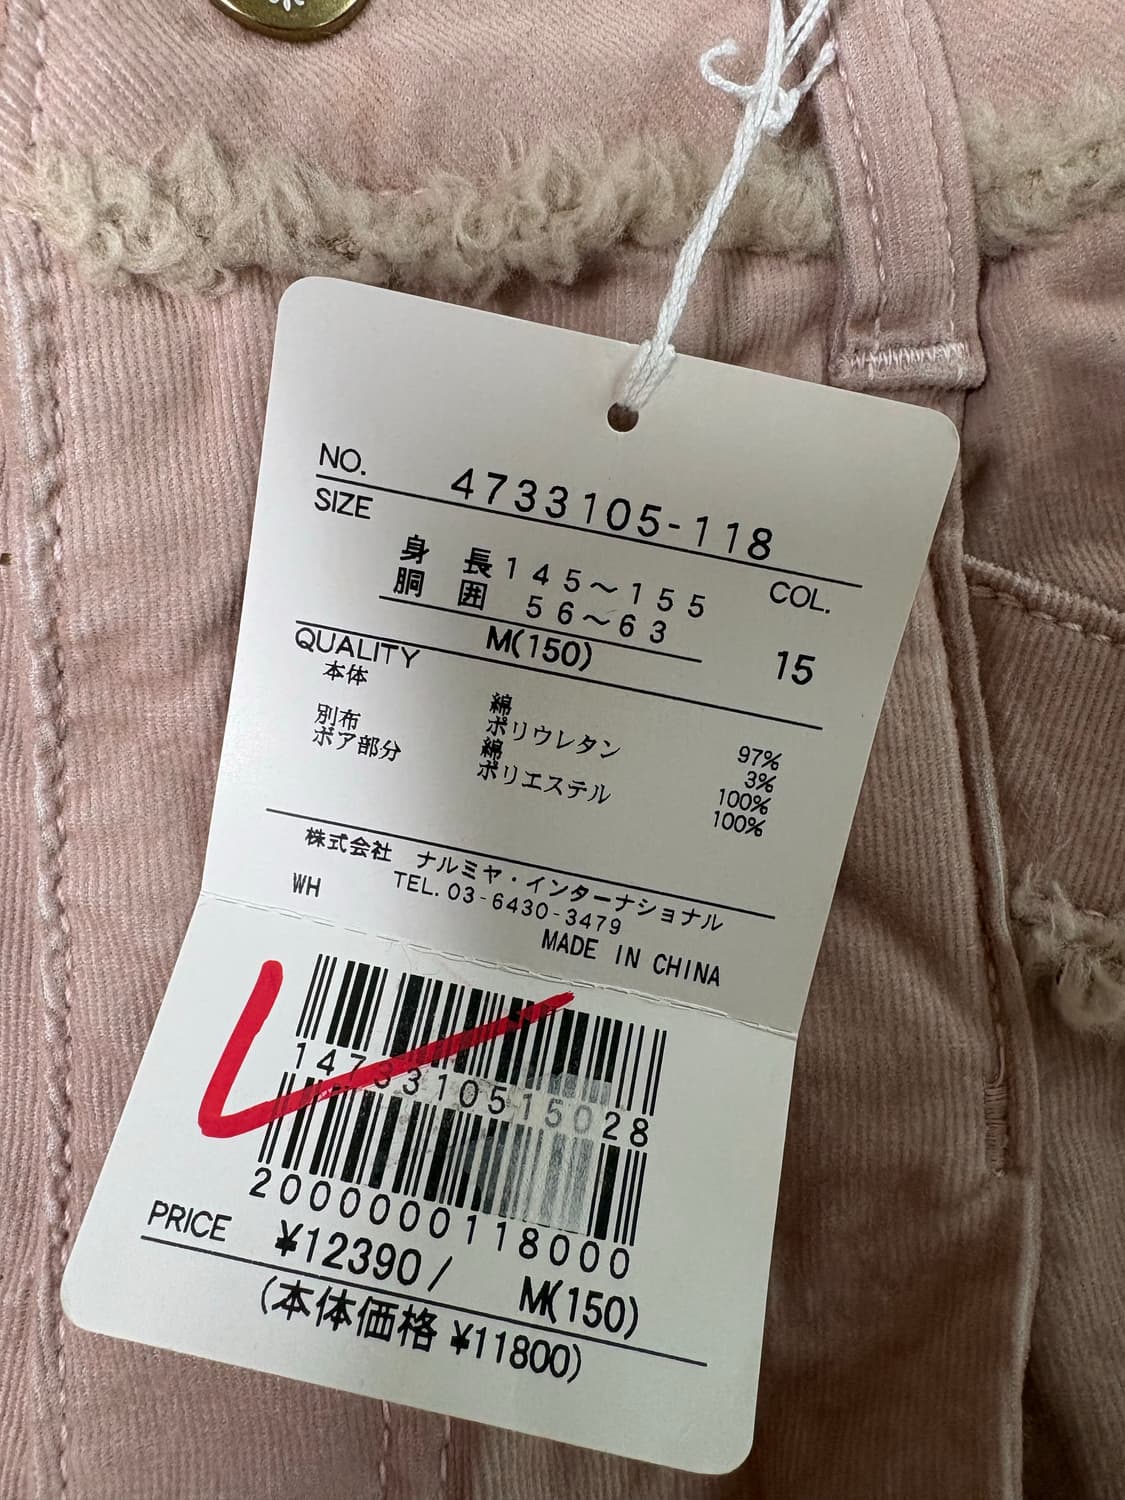 NO. 4733105-118
SIZE
身 長 145～155 COL.
胴 囲 56～63
M(150) 15
QUALITY
本体 綿 97%
ポリウレタン 3%
別布 綿 100%
ボア部分 ポリエステル 100%
株式会社 ナルミヤ・インターナショナル
WH TEL. 03-6430-3479
MADE IN CHINA
1473310515028
2000000118000
PRICE ¥12390/ M(150)
(本体価格 ¥11800)